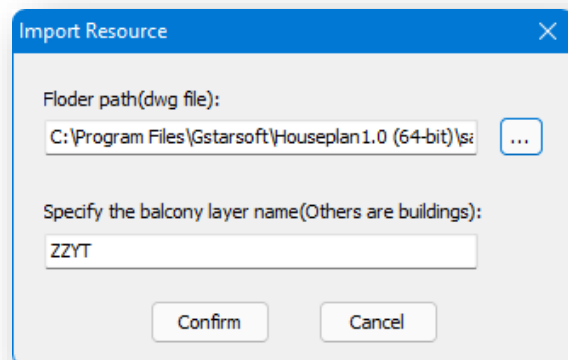 Import Resource
Floder path(dwg file):
C:\Program Files\Gstarsoft\Houseplan1.0 (64-bit)\sa
...
Specify the balcony layer name(Others are buildings):
ZZYT
Confirm
Cancel